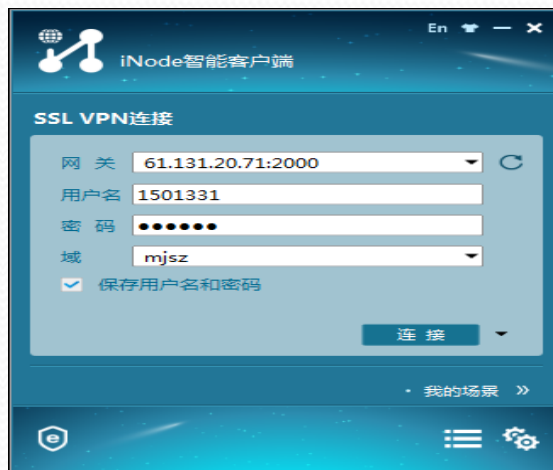 En
iNode智能客户端
SSL VPN连接
网 关 61.131.20.71:2000
用户名 1501331
密 码 ●●●●●●
域 mjsz
保存用户名和密码
连 接
· 我的场景 »
e